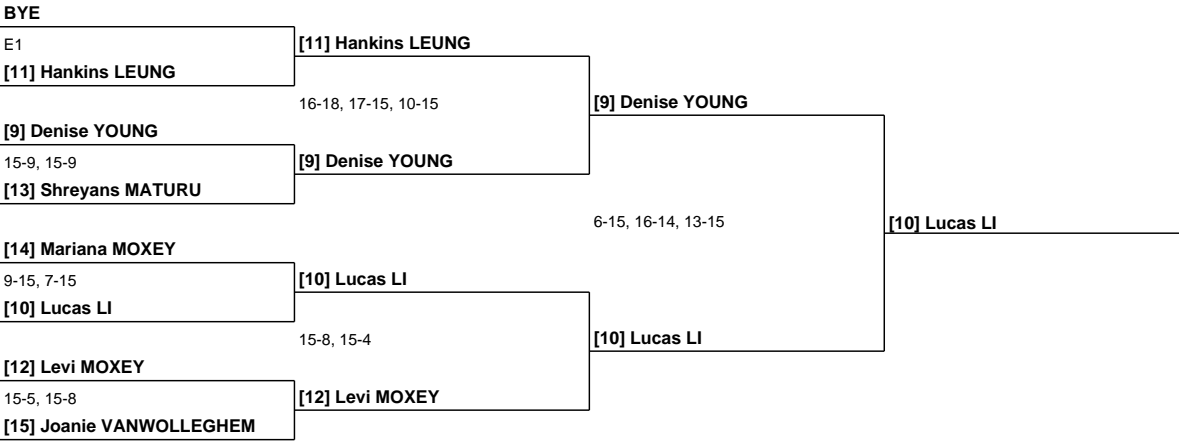 BYE
E1
[11] Hankins LEUNG
[11] Hankins LEUNG
16-18, 17-15, 10-15
[9] Denise YOUNG
[9] Denise YOUNG
15-9, 15-9
[9] Denise YOUNG
[13] Shreyans MATURU
6-15, 16-14, 13-15
[10] Lucas LI
[14] Mariana MOXEY
9-15, 7-15
[10] Lucas LI
[10] Lucas LI
15-8, 15-4
[10] Lucas LI
[12] Levi MOXEY
15-5, 15-8
[12] Levi MOXEY
[15] Joanie VANWOLLEGHEM